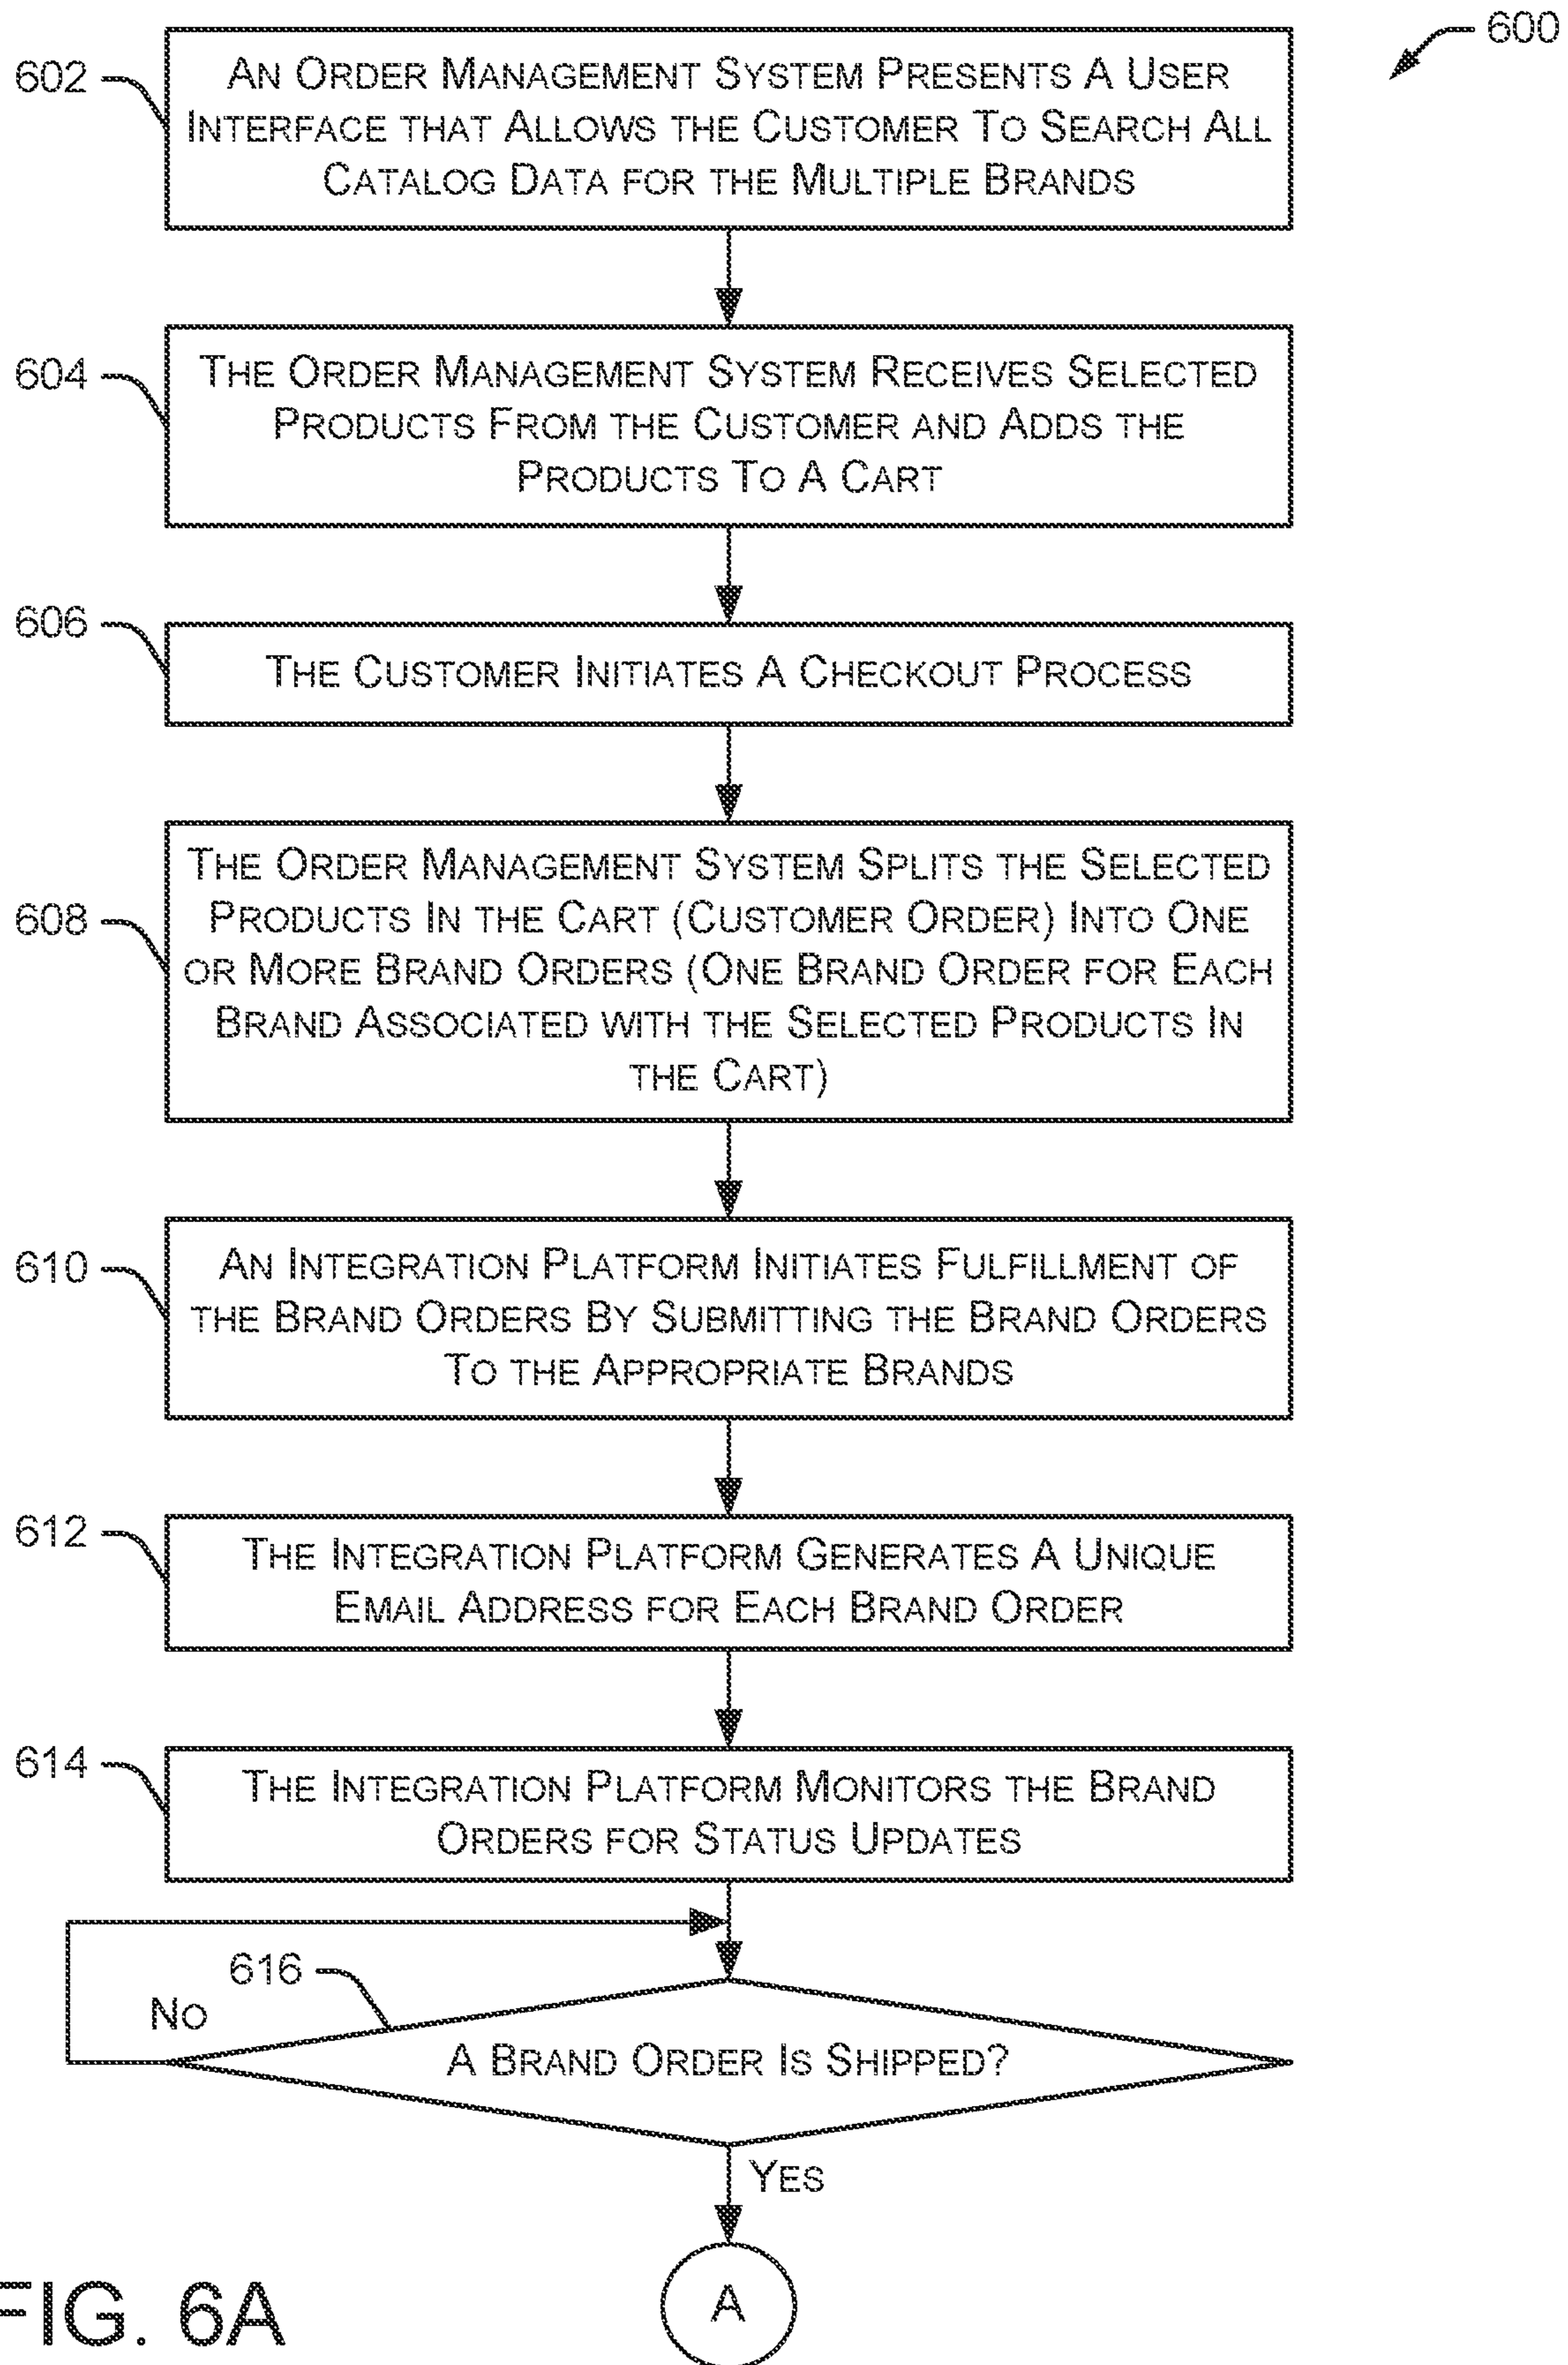 600
602
AN ORDER MANAGEMENT SYSTEM PRESENTS A USER
INTERFACE THAT ALLOWS THE CUSTOMER TO SEARCH ALL
CATALOG DATA FOR THE MULTIPLE BRANDS
604
THE ORDER MANAGEMENT SYSTEM RECEIVES SELECTED
PRODUCTS FROM THE CUSTOMER AND ADDS THE
PRODUCTS TO A CART
606
THE CUSTOMER INITIATES A CHECKOUT PROCESS
608
THE ORDER MANAGEMENT SYSTEM SPLITS THE SELECTED
PRODUCTS IN THE CART (CUSTOMER ORDER) INTO ONE
OR MORE BRAND ORDERS (ONE BRAND ORDER FOR EACH
BRAND ASSOCIATED WITH THE SELECTED PRODUCTS IN
THE CART)
610
AN INTEGRATION PLATFORM INITIATES FULFILLMENT OF
THE BRAND ORDERS BY SUBMITTING THE BRAND ORDERS
TO THE APPROPRIATE BRANDS
612
THE INTEGRATION PLATFORM GENERATES A UNIQUE
EMAIL ADDRESS FOR EACH BRAND ORDER
614
THE INTEGRATION PLATFORM MONITORS THE BRAND
ORDERS FOR STATUS UPDATES
616
NO
A BRAND ORDER IS SHIPPED?
YES
A
FIG. 6A